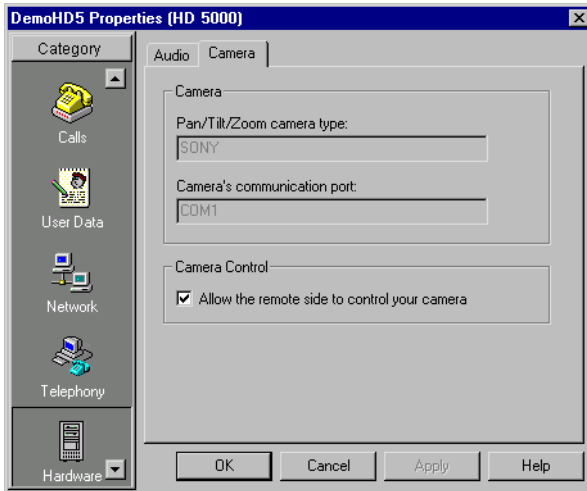 DemoHD5 Properties (HD 5000)
Category
Calls
User Data
Network
Telephony
Hardware
Audio
Camera
Camera
Pan/Tilt/Zoom camera type:
SONY
Camera's communication port:
COM1
Camera Control
Allow the remote side to control your camera
OK
Cancel
Apply
Help